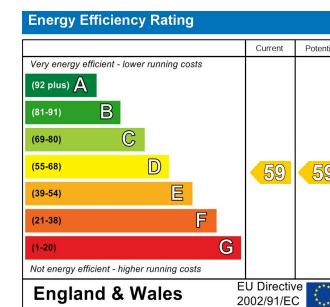 Energy Efficiency Rating
Current Potenti
Very energy efficient - lower running costs
(92 plus) A
(81-91) B
(69-80) C
(55-68) D
59 59
(39-54) E
(21-38) F
(1-20) G
Not energy efficient - higher running costs
England & Wales
EU Directive
2002/91/EC